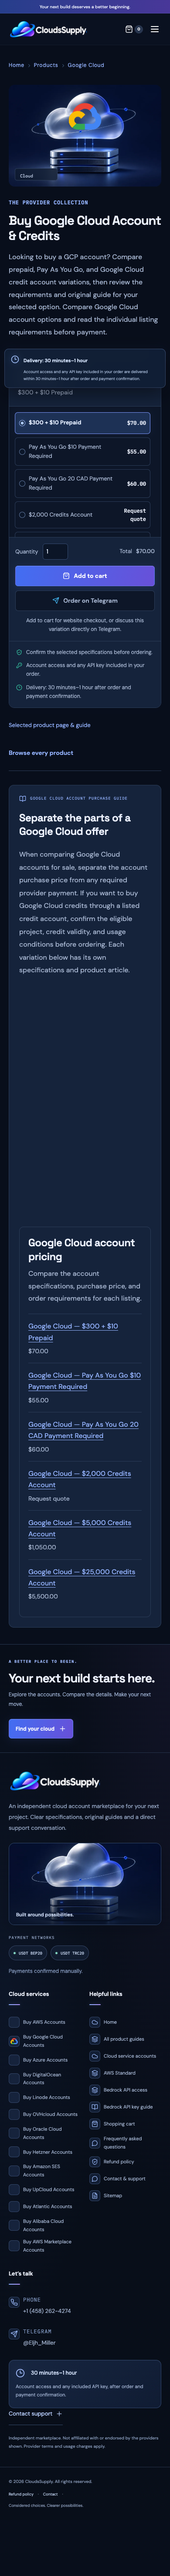 Your next build deserves a better beginning.
CloudsSupply
0
Home › Products › Google Cloud
Cloud
THE PROVIDER COLLECTION
Buy Google Cloud Account
& Credits
Looking to buy a GCP account? Compare
prepaid, Pay As You Go, and Google Cloud
credit account variations, then review the
requirements and original guide for your
selected option. Compare Google Cloud
account options and read the individual listing
requirements before payment.
Delivery: 30 minutes–1 hour
Account access and any API key included in your order are delivered
within 30 minutes–1 hour after order and payment confirmation.
$300 + $10 Prepaid
$300 + $10 Prepaid $70.00
Pay As You Go $10 Payment
Required
$55.00
Pay As You Go 20 CAD Payment
Required
$60.00
$2,000 Credits Account
Request
quote
Quantity 1 Total $70.00
Add to cart
Order on Telegram
Add to cart for website checkout, or discuss this
variation directly on Telegram.
Confirm the selected specifications before ordering.
Account access and any API key included in your
order.
Delivery: 30 minutes–1 hour after order and
payment confirmation.
Selected product page & guide
Browse every product
GOOGLE CLOUD ACCOUNT PURCHASE GUIDE
Separate the parts of a
Google Cloud offer
When comparing Google Cloud
accounts for sale, separate the account
purchase price from any required
provider payment. If you want to buy
Google Cloud credits through a listed
credit account, confirm the eligible
project, credit validity, and usage
conditions before ordering. Each
variation below has its own
specifications and product article.
Google Cloud account
pricing
Compare the account
specifications, purchase price, and
order requirements for each listing.
Google Cloud — $300 + $10
Prepaid
$70.00
Google Cloud — Pay As You Go $10
Payment Required
$55.00
Google Cloud — Pay As You Go 20
CAD Payment Required
$60.00
Google Cloud — $2,000 Credits
Account
Request quote
Google Cloud — $5,000 Credits
Account
$1,050.00
Google Cloud — $25,000 Credits
Account
$5,500.00
A BETTER PLACE TO BEGIN.
Your next build starts here.
Explore the accounts. Compare the details. Make your next
move.
Find your cloud
CloudsSupply
An independent cloud account marketplace for your next
project. Clear specifications, original guides and a direct
support conversation.
Built around possibilities.
PAYMENT NETWORKS
USDT BEP20
USDT TRC20
Payments confirmed manually.
Cloud services
Buy AWS Accounts
Buy Google Cloud
Accounts
Buy Azure Accounts
Buy DigitalOcean
Accounts
Buy Linode Accounts
Buy OVHcloud Accounts
Buy Oracle Cloud
Accounts
Buy Hetzner Accounts
Buy Amazon SES
Accounts
Buy UpCloud Accounts
Buy Atlantic Accounts
Buy Alibaba Cloud
Accounts
Buy AWS Marketplace
Accounts
Helpful links
Home
All product guides
Cloud service accounts
AWS Standard
Bedrock API access
Bedrock API key guide
Shopping cart
Frequently asked
questions
Refund policy
Contact & support
Sitemap
Let's talk
PHONE
+1 (458) 262-4274
TELEGRAM
@Eljh_Miller
30 minutes–1 hour
Account access and any included API key, after order and
payment confirmation.
Contact support
Independent marketplace. Not affiliated with or endorsed by the providers
shown. Provider terms and usage charges apply.
© 2026 CloudsSupply. All rights reserved.
Refund policy · Contact
Considered choices. Clearer possibilities.